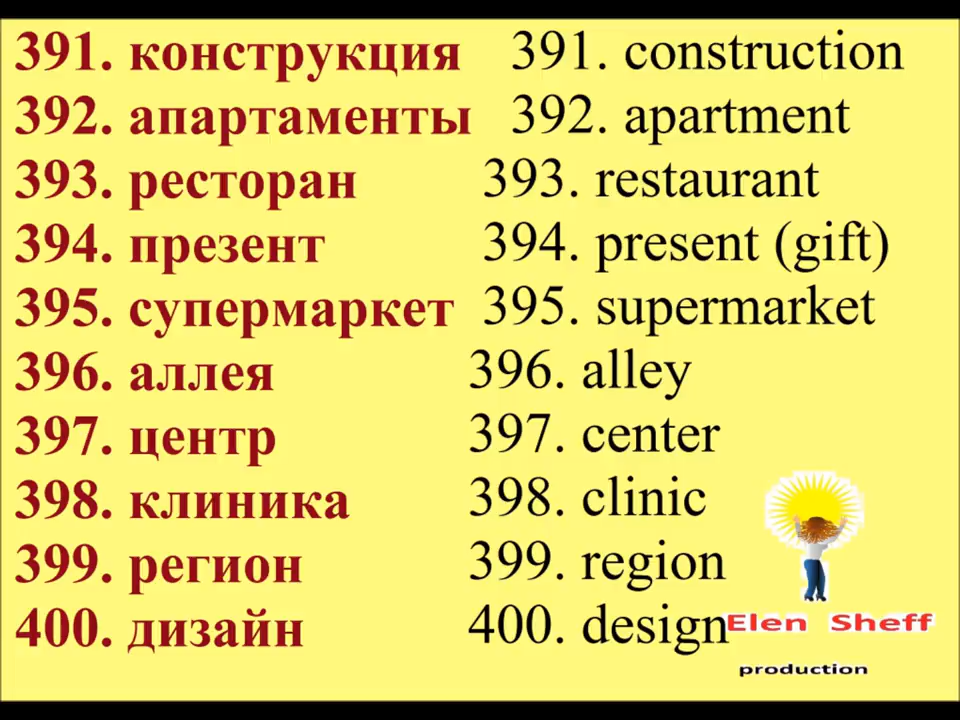 391. конструкция 391. construction
392. апартаменты 392. apartment
393. ресторан 393. restaurant
394. презент 394. present (gift)
395. супермаркет 395. supermarket
396. аллея 396. alley
397. центр 397. center
398. клиника 398. clinic
399. регион 399. region
400. дизайн 400. design
Elen Sheff
production